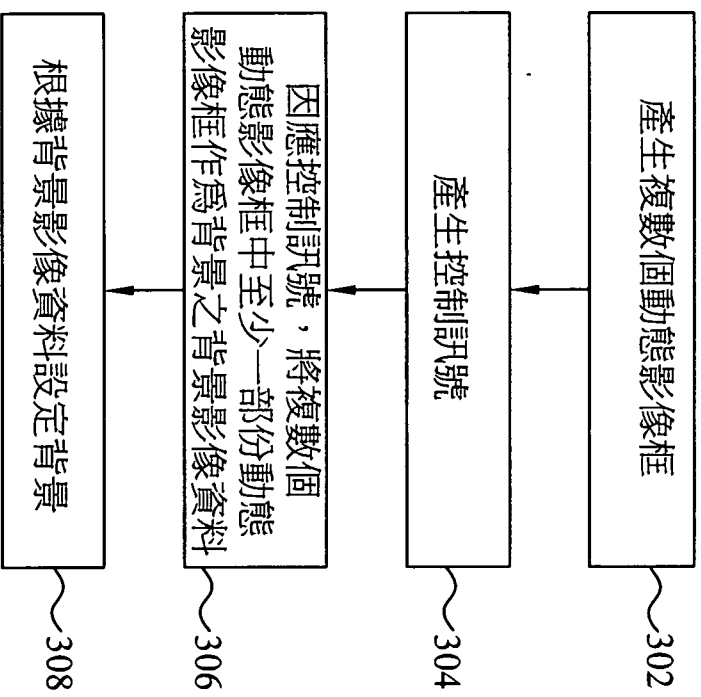 產生複數個動態影像框
302
產生控制訊號
304
因應控制訊號，將複數個
動態影像框中至少一部份動態
影像框作爲背景之背景影像資料
306
根據背景影像資料設定背景
308